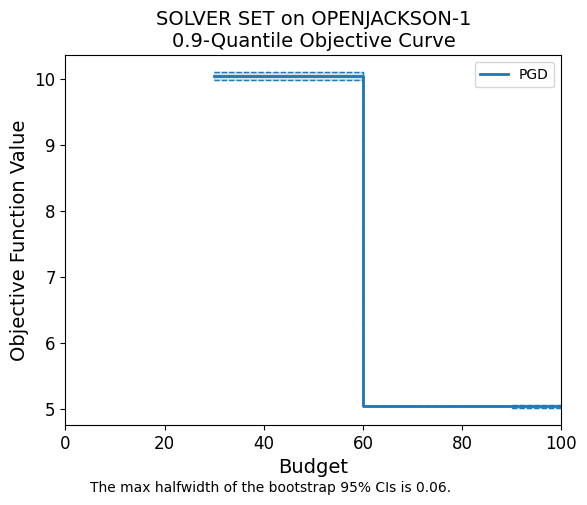 SOLVER SET on OPENJACKSON-1
0.9-Quantile Objective Curve
PGD
Objective Function Value
10
9
8
7
6
5
0 20 40 60 80 100
Budget
The max halfwidth of the bootstrap 95% CIs is 0.06.